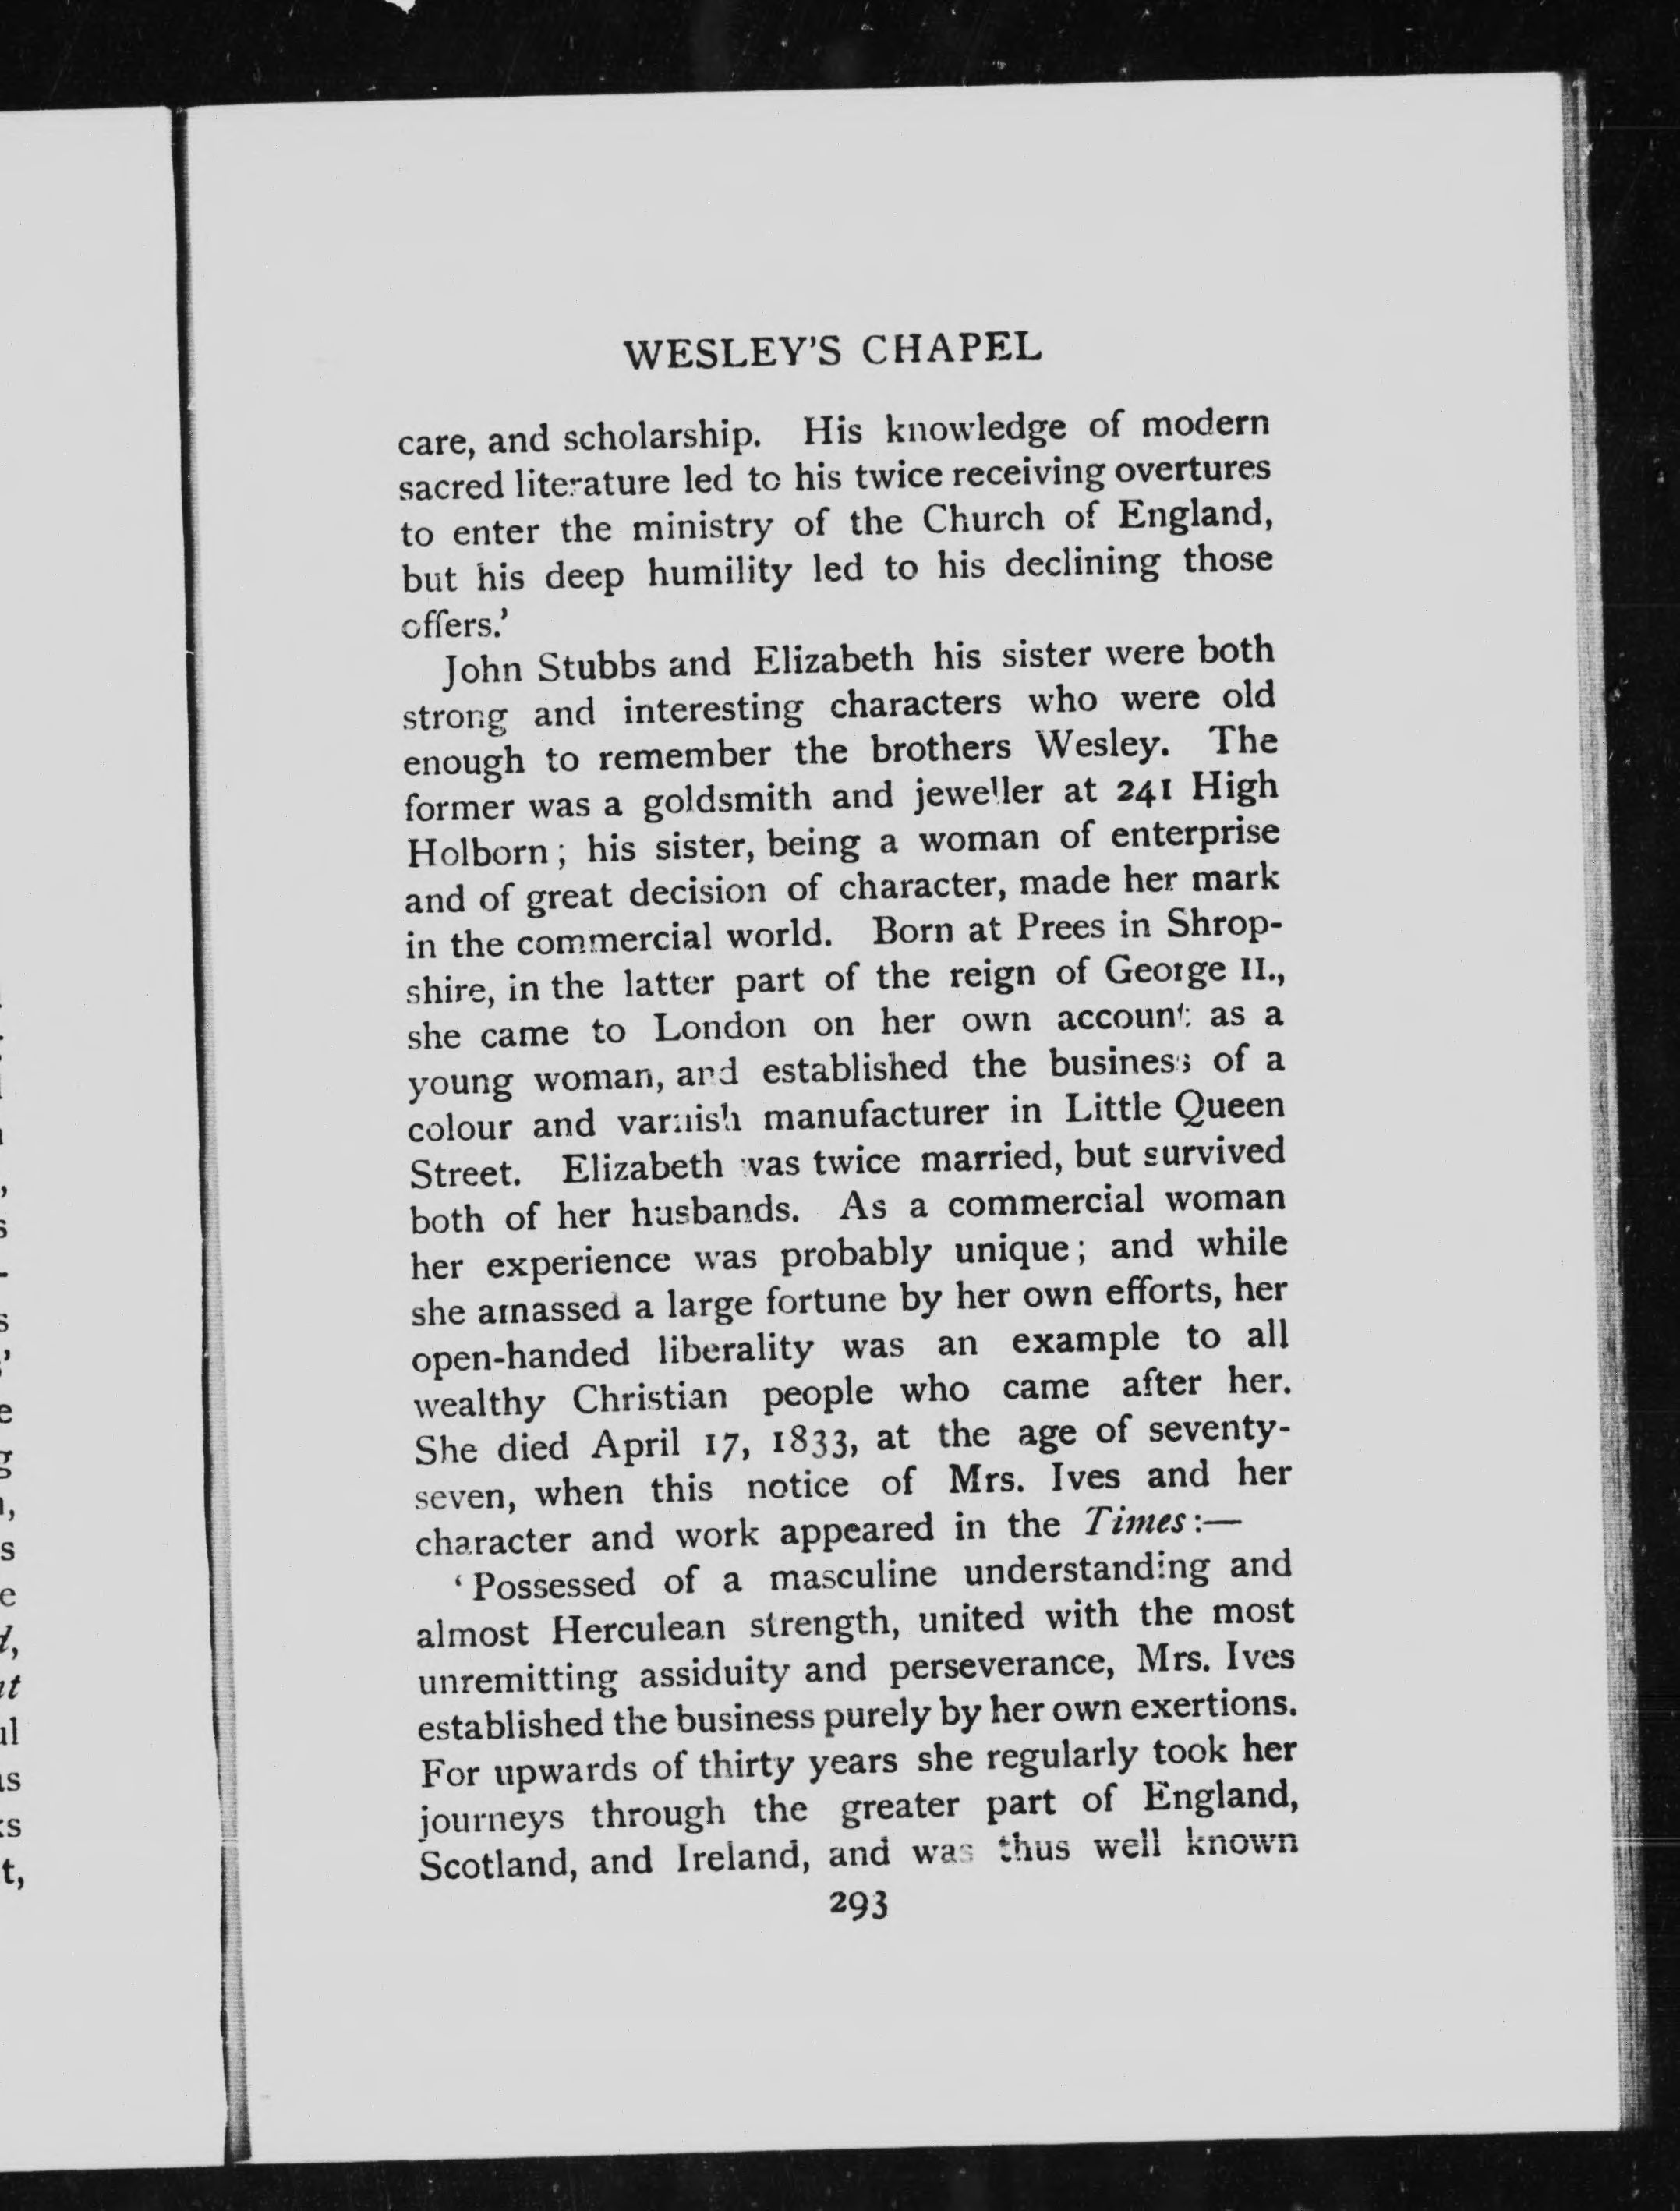 WESLEY'S CHAPEL
care, and scholarship. His knowledge of modern
sacred literature led to his twice receiving overtures
to enter the ministry of the Church of England,
but his deep humility led to his declining those
offers.'
John Stubbs and Elizabeth his sister were both
strong and interesting characters who were old
enough to remember the brothers Wesley. The
former was a goldsmith and jeweller at 241 High
Holborn; his sister, being a woman of enterprise
and of great decision of character, made her mark
in the commercial world. Born at Prees in Shrop-
shire, in the latter part of the reign of George II.,
she came to London on her own account as a
young woman, and established the business of a
colour and varnish manufacturer in Little Queen
Street. Elizabeth was twice married, but survived
both of her husbands. As a commercial woman
her experience was probably unique; and while
she amassed a large fortune by her own efforts, her
open-handed liberality was an example to all
wealthy Christian people who came after her.
She died April 17, 1833, at the age of seventy-
seven, when this notice of Mrs. Ives and her
character and work appeared in the Times:—
'Possessed of a masculine understanding and
almost Herculean strength, united with the most
unremitting assiduity and perseverance, Mrs. Ives
established the business purely by her own exertions.
For upwards of thirty years she regularly took her
journeys through the greater part of England,
Scotland, and Ireland, and was thus well known
293